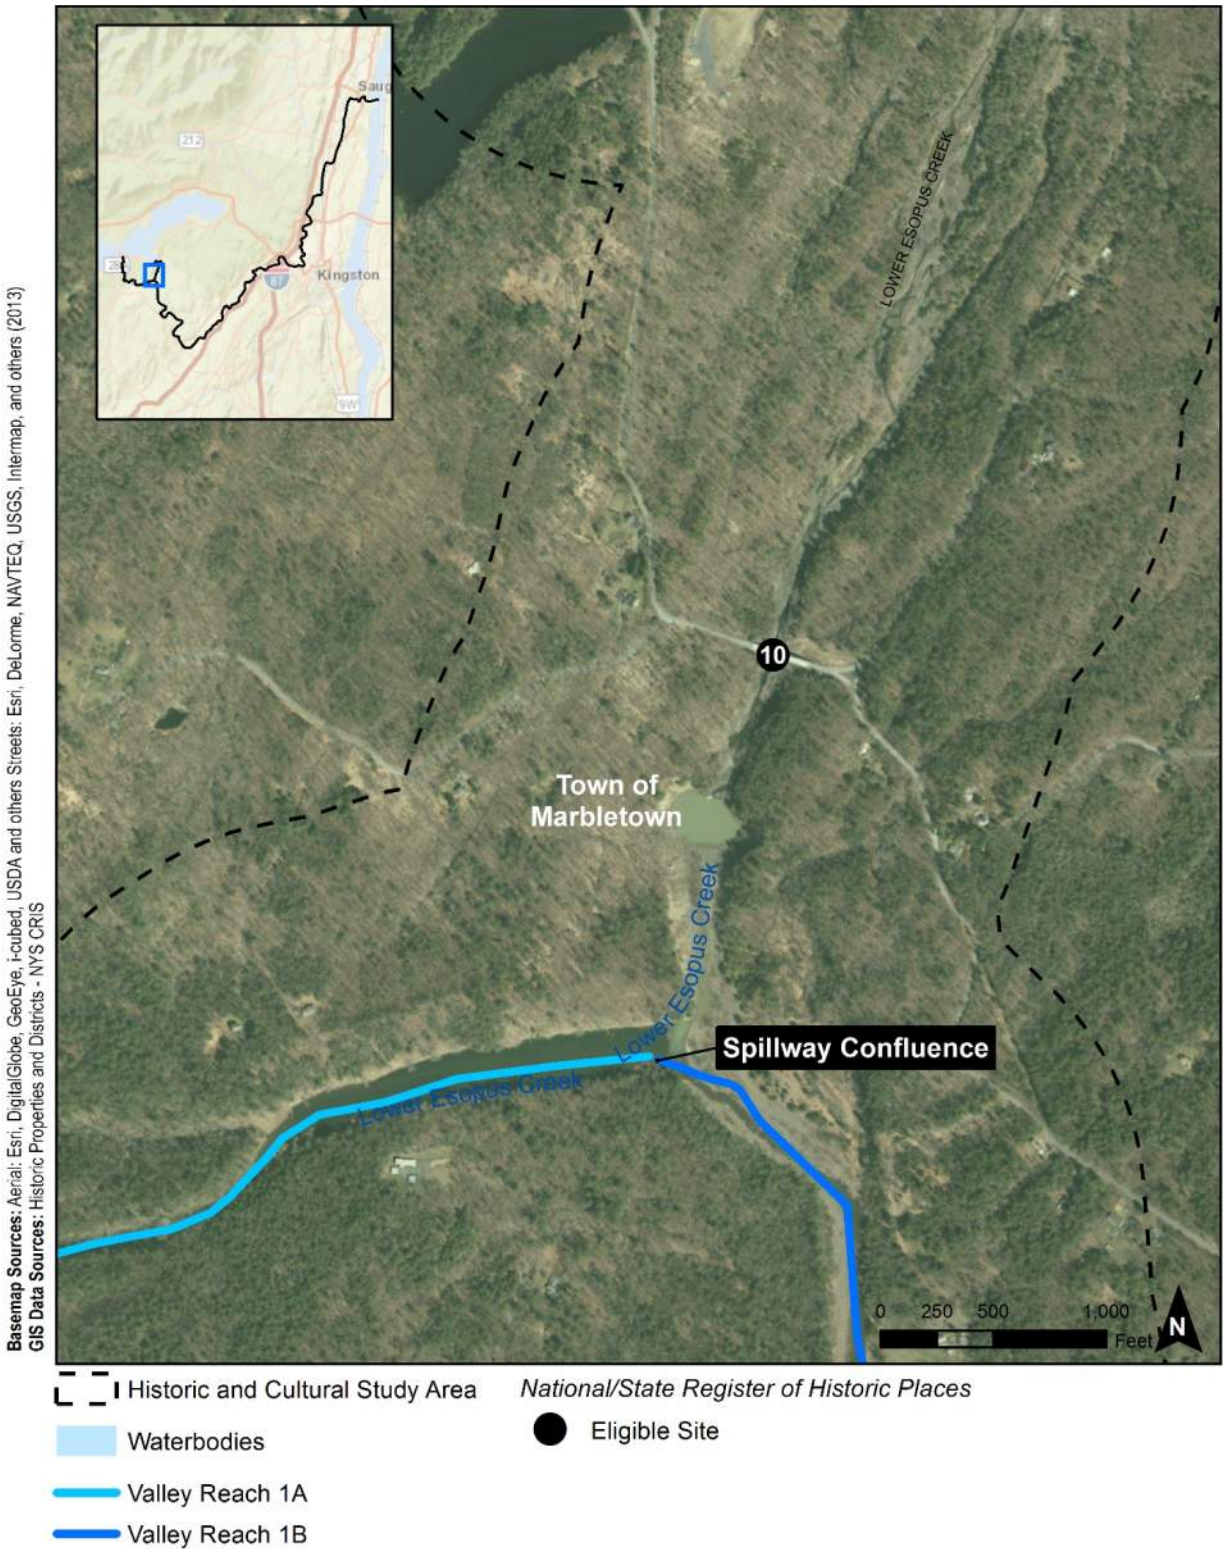 Saug
212
28
87
Kingston
9W
LOWER ESOPUS CREEK
10
Town of
Marbletown
Lower Esopus Creek
Spillway Confluence
Lower Esopus Creek
0 250 500 1,000
Feet
N
Basemap Sources: Aerial: Esri, DigitalGlobe, GeoEye, i-cubed, USDA and others Streets: Esri, DeLorme, NAVTEQ, USGS, Intermap, and others (2013)
GIS Data Sources: Historic Properties and Districts - NYS CRIS
Historic and Cultural Study Area
Waterbodies
Valley Reach 1A
Valley Reach 1B
National/State Register of Historic Places
Eligible Site